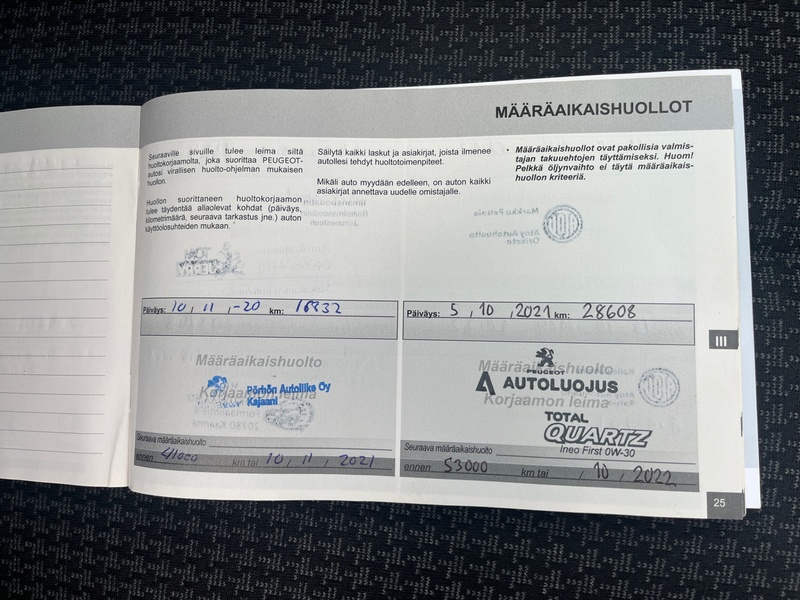 MÄÄRÄAIKAISHUOLLOT
Seuraaville sivuille tulee leima siltä
huoltokorjaamolta, joka suorittaa PEUGEOT-
autosi virallisen huolto-ohjelman mukaisen
huollon.
Huollon suorittaneen huoltokorjaamon
tulee täydentää allaolevat kohdat (päiväys,
kilometrimäärä, seuraava tarkastus jne.) auton
käyttöolosuhteiden mukaan.
Säilytä kaikki laskut ja asiakirjat, joista ilmenee
autollesi tehdyt huoltotoimenpiteet.
Mikäli auto myydään edelleen, on auton kaikki
asiakirjat annettava uudelle omistajalle.
• Määräaikaishuollot ovat pakollisia valmis-
tajan takuuehtojen täyttämiseksi. Huom!
Pelkkä öljynvaihto ei täytä määräaikais-
huollon kriteeriä.
Päiväys: 10, 11, -20 km: 16932
Määräaikaishuolto
Korjaamon leima
Pörhön Autoliike Oy
Kajaani
Seuraava määräaikaishuolto
ennen 41000 km tai 10, 11, 2021
Päiväys: 5, 10, 2021 km: 28608
Määräaikaishuolto
PEUGEOT
AUTOLUOJUS
Korjaamon leima
TOTAL
QUARTZ
Ineo First 0W-30
Seuraava määräaikaishuolto
ennen 53000 km tai , 10, 2022
III
25